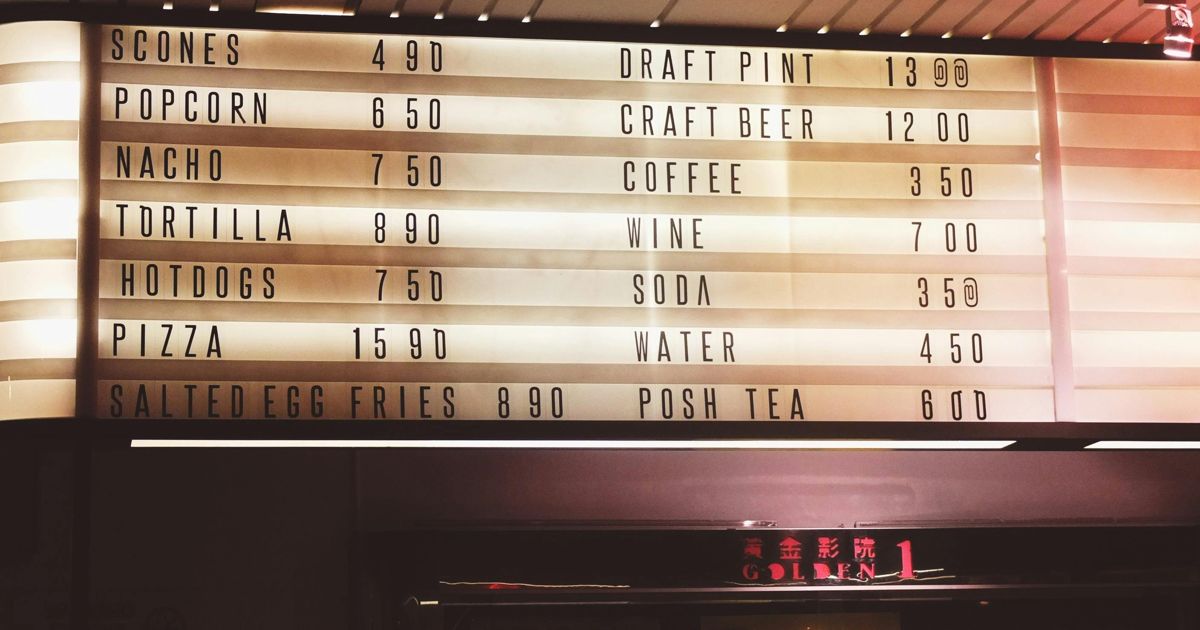 SCONES 4 90
POPCORN 6 50
NACHO 7 50
TORTILLA 8 90
HOTDOGS 7 50
PIZZA 15 90
SALTED EGG FRIES 8 90
DRAFT PINT 13 00
CRAFT BEER 12 00
COFFEE 3 50
WINE 7 00
SODA 3 50
WATER 4 50
POSH TEA 6 00
黃金影院 1
GOLDEN